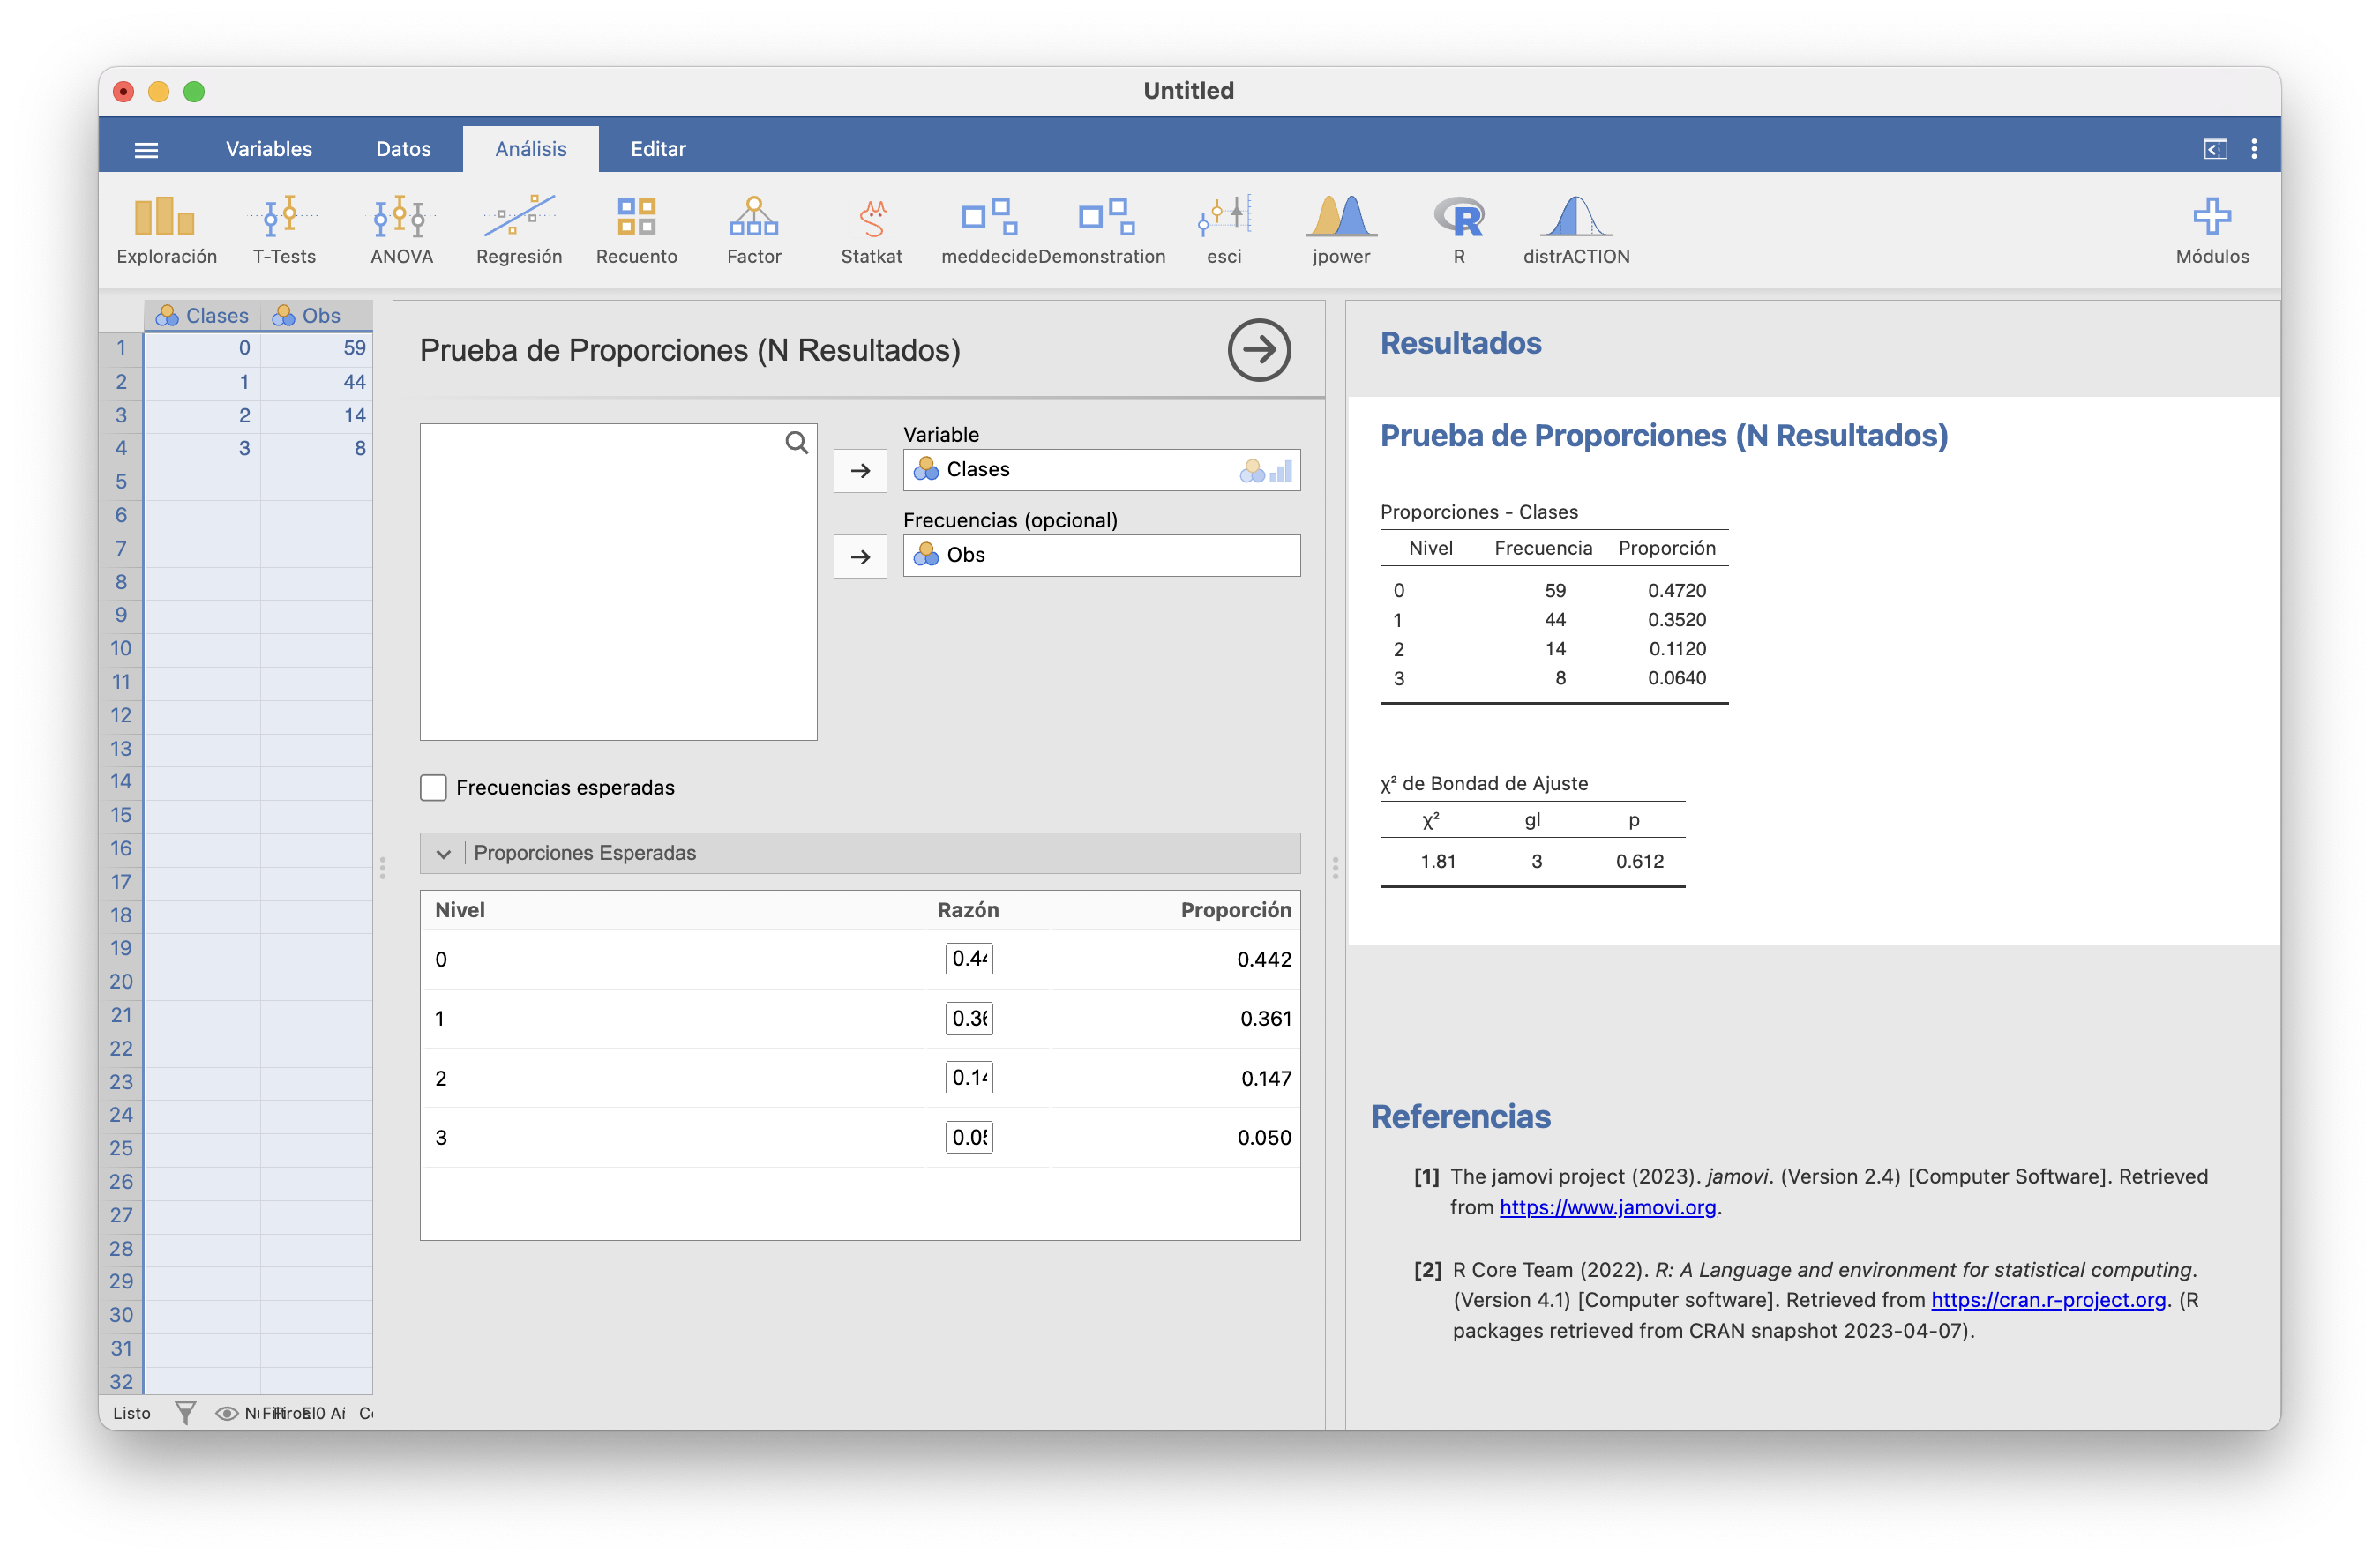 Untitled
Variables Datos Análisis Editar
Exploración T-Tests ANOVA Regresión Recuento Factor Statkat meddecide Demonstration esci jpower R distrACTION Módulos
Clases Obs
1 0 59
2 1 44
3 2 14
4 3 8
5
6
7
8
9
10
11
12
13
14
15
16
17
18
19
20
21
22
23
24
25
26
27
28
29
30
31
32
Listo
Prueba de Proporciones (N Resultados)
Variable
Clases
Frecuencias (opcional)
Obs
Frecuencias esperadas
Proporciones Esperadas
Nivel Razón Proporción
0 0.44 0.442
1 0.36 0.361
2 0.14 0.147
3 0.05 0.050
Resultados
Prueba de Proporciones (N Resultados)
Proporciones - Clases
Nivel Frecuencia Proporción
0 59 0.4720
1 44 0.3520
2 14 0.1120
3 8 0.0640
χ² de Bondad de Ajuste
χ² gl p
1.81 3 0.612
Referencias
[1] The jamovi project (2023). jamovi. (Version 2.4) [Computer Software]. Retrieved
from https://www.jamovi.org.
[2] R Core Team (2022). R: A Language and environment for statistical computing.
(Version 4.1) [Computer software]. Retrieved from https://cran.r-project.org. (R
packages retrieved from CRAN snapshot 2023-04-07).